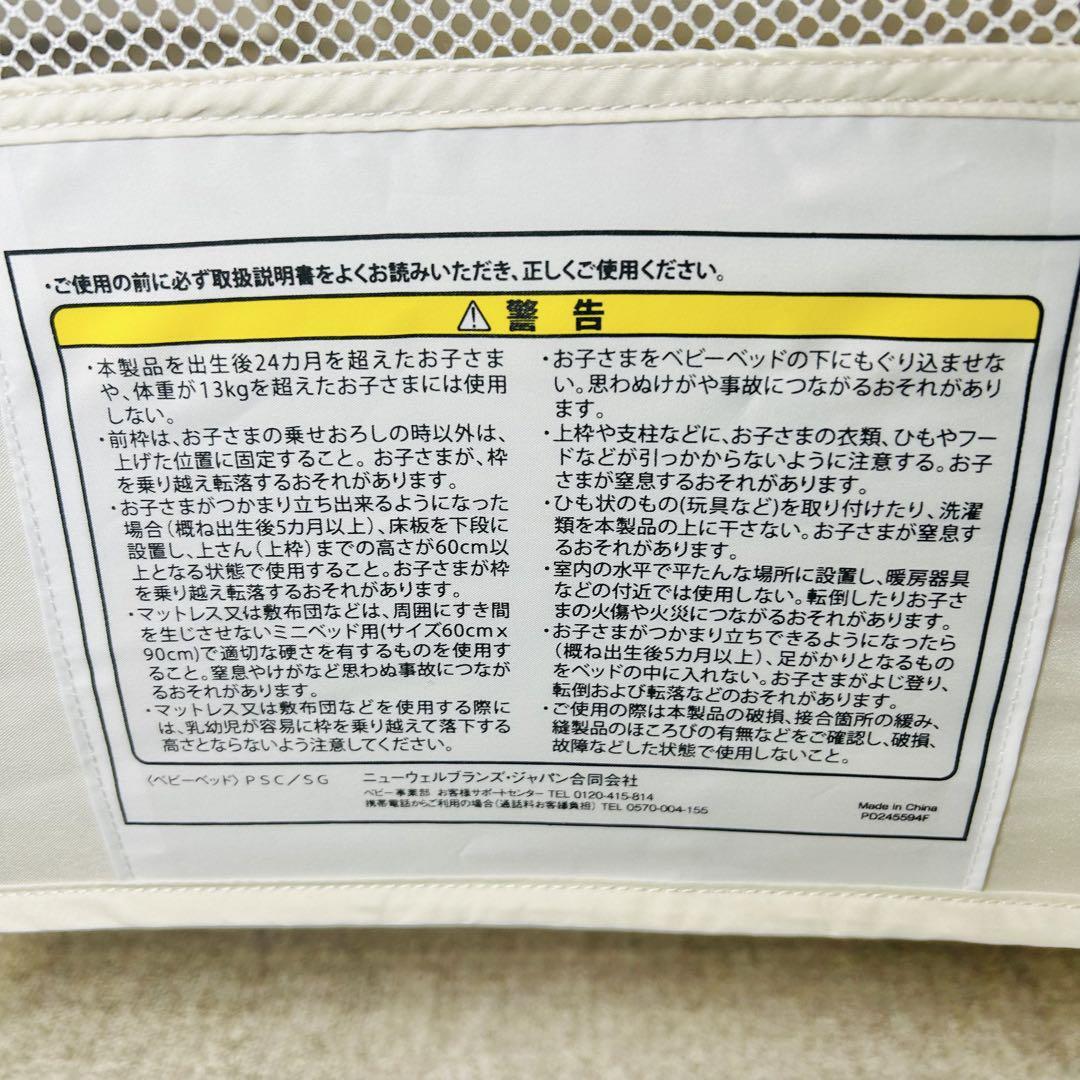 ・ご使用の前に必ず取扱説明書をよくお読みいただき、正しくご使用ください。
⚠ 警 告
・本製品を出生後24カ月を超えたお子さま
や、体重が13kgを超えたお子さまには使用
しない。
・前枠は、お子さまの乗せおろしの時以外は、
上げた位置に固定すること。お子さまが、枠
を乗り越え転落するおそれがあります。
・お子さまがつかまり立ち出来るようになった
場合（概ね出生後5カ月以上）、床板を下段に
設置し、上さん（上枠）までの高さが60cm以
上となる状態で使用すること。お子さまが枠
を乗り越え転落するおそれがあります。
・マットレス又は敷布団などは、周囲にすき間
を生じさせないミニベッド用(サイズ60cm x
90cm)で適切な硬さを有するものを使用す
ること。窒息やけがなど思わぬ事故につなが
るおそれがあります。
・マットレス又は敷布団などを使用する際に
は、乳幼児が容易に枠を乗り越えて落下する
高さとならないよう注意してください。
・お子さまをベビーベッドの下にもぐり込ませな
い。思わぬけがや事故につながるおそれがあり
ます。
・上枠や支柱などに、お子さまの衣類、ひもやフー
ドなどが引っかからないように注意する。お子
さまが窒息するおそれがあります。
・ひも状のもの(玩具など)を取り付けたり、洗濯
類を本製品の上に干さない。お子さまが窒息す
るおそれがあります。
・室内の水平で平たんな場所に設置し、暖房器具
などの付近では使用しない。転倒したりお子さ
まの火傷や火災につながるおそれがあります。
・お子さまがつかまり立ちできるようになったら
（概ね出生後5カ月以上）、足がかりとなるもの
をベッドの中に入れない。お子さまがよじ登り、
転倒および転落などのおそれがあります。
・ご使用の際は本製品の破損、接合箇所の緩み、
縫製品のほころびの有無などをご確認し、破損、
故障などした状態で使用しないこと。
〈ベビーベッド〉PSC／SG
ニューウェルブランズ・ジャパン合同会社
ベビー事業部 お客様サポートセンター TEL 0120-415-814
携帯電話からご利用の場合（通話料お客様負担）TEL 0570-004-155
Made in China
PD245594F